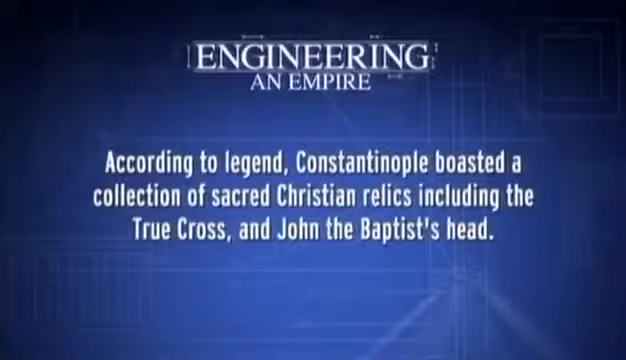 ENGINEERING
AN EMPIRE
According to legend, Constantinople boasted a
collection of sacred Christian relics including the
True Cross, and John the Baptist's head.